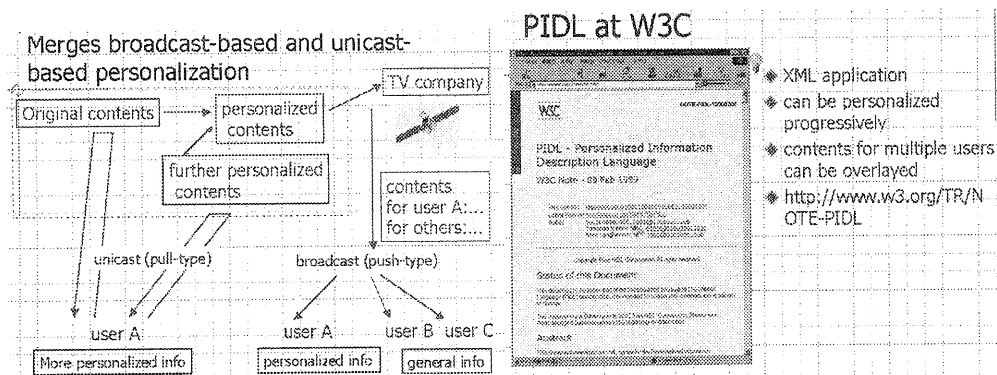 Merges broadcast-based and unicast-
based personalization
TV company
Original contents
personalized
contents
further personalized
contents
contents
for user A:...
for others:...
unicast (pull-type)
broadcast (push-type)
user A
user A
user B
user C
More personalized info
personalized info
general info
PIDL at W3C
W3C
PIDL - Personalized Information
Description Language
W3C Note - 09 Feb 1999
Status of this Document
Abstract
XML application
can be personalized
progressively
contents for multiple users
can be overlayed
http://www.w3.org/TR/N
OTE-PIDL